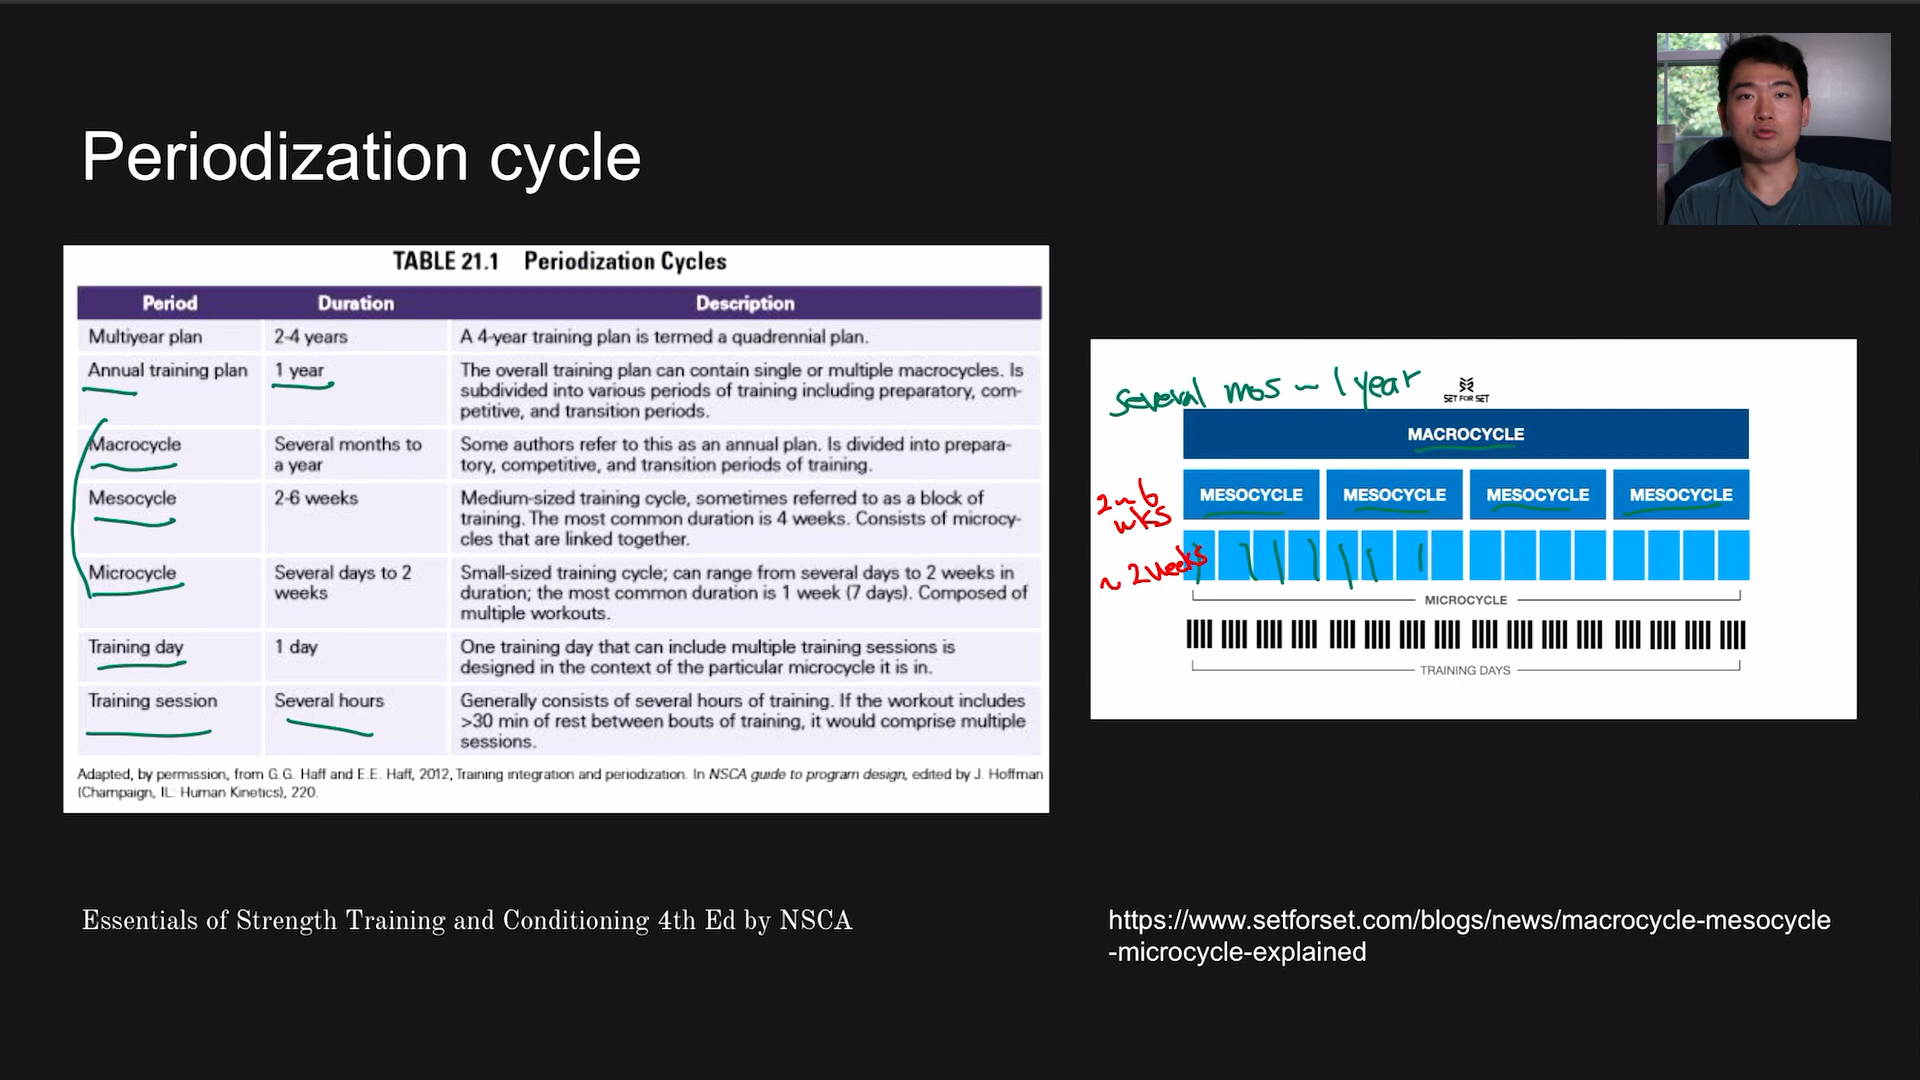 Periodization cycle
TABLE 21.1 Periodization Cycles
Period Duration Description
Multiyear plan 2-4 years A 4-year training plan is termed a quadrennial plan.
Annual training plan 1 year The overall training plan can contain single or multiple macrocycles. Is
subdivided into various periods of training including preparatory, com-
petitive, and transition periods.
Macrocycle Several months to Some authors refer to this as an annual plan. Is divided into prepara-
a year tory, competitive, and transition periods of training.
Mesocycle 2-6 weeks Medium-sized training cycle, sometimes referred to as a block of
training. The most common duration is 4 weeks. Consists of microcy-
cles that are linked together.
Microcycle Several days to 2 Small-sized training cycle; can range from several days to 2 weeks in
weeks duration; the most common duration is 1 week (7 days). Composed of
multiple workouts.
Training day 1 day One training day that can include multiple training sessions is
designed in the context of the particular microcycle it is in.
Training session Several hours Generally consists of several hours of training. If the workout includes
>30 min of rest between bouts of training, it would comprise multiple
sessions.
Adapted, by permission, from G.G. Haff and E.E. Haff, 2012, Training integration and periodization. In NSCA guide to program design, edited by J. Hoffman
(Champaign, IL: Human Kinetics), 220.
Several mos ~ 1 year
SET FOR SET
MACROCYCLE
2~6
wks
MESOCYCLE MESOCYCLE MESOCYCLE MESOCYCLE
~ 2 weeks
MICROCYCLE
TRAINING DAYS
Essentials of Strength Training and Conditioning 4th Ed by NSCA
https://www.setforset.com/blogs/news/macrocycle-mesocycle
-microcycle-explained